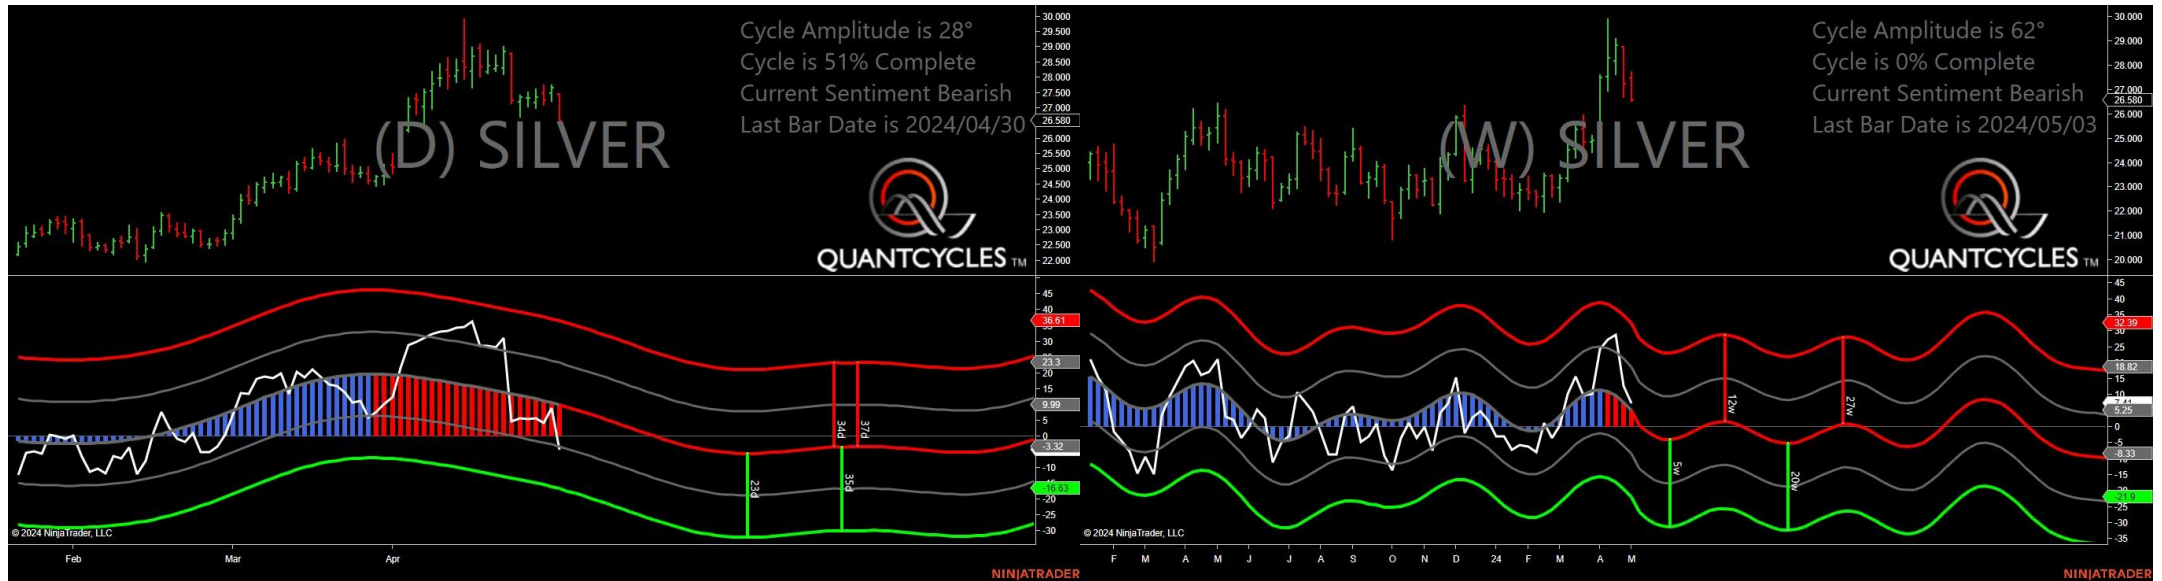 Cycle Amplitude is 28°
Cycle is 51% Complete
Current Sentiment Bearish
Last Bar Date is 2024/04/30
(D) SILVER
QUANTCYCLES TM
30.000
29.500
29.000
28.500
28.000
27.500
27.000
26.580
26.000
25.500
25.000
24.500
24.000
23.500
23.000
22.500
22.000
45
40
36.61
30
23.3
20
15
9.99
5
0
-3.32
-10
-16.63
-20
-25
-30
23d
34d
35d
37d
© 2024 NinjaTrader, LLC
Feb Mar Apr
NINJATRADER
Cycle Amplitude is 62°
Cycle is 0% Complete
Current Sentiment Bearish
Last Bar Date is 2024/05/03
(W) SILVER
QUANTCYCLES TM
30.000
29.000
28.000
27.000
26.580
26.000
25.000
24.000
23.000
22.000
21.000
20.000
45
40
35
32.39
30
25
18.82
15
10
5.25
0
-5
-8.33
-15
-21.9
-30
-35
5w
12w
20w
27w
© 2024 NinjaTrader, LLC
F M A M J J A S O N D 24 F M A M
NINJATRADER